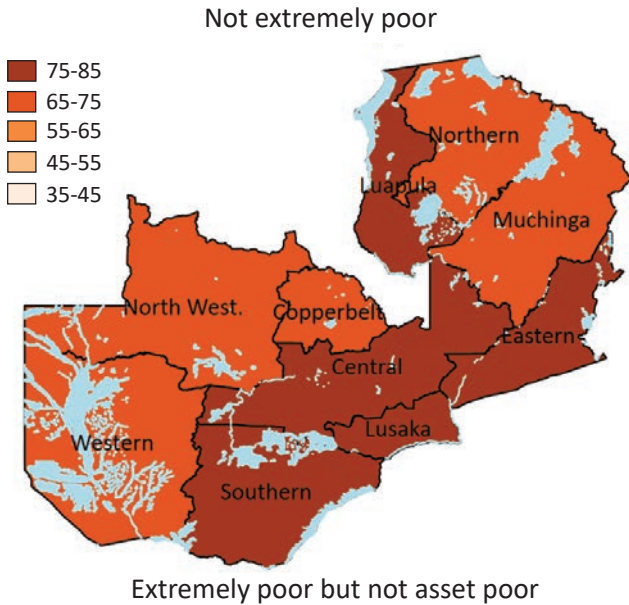 Not extremely poor
75-85
65-75
55-65
45-55
35-45
Northern
Luapula
Muchinga
North West.
Copperbelt
Eastern
Central
Lusaka
Western
Southern
Extremely poor but not asset poor